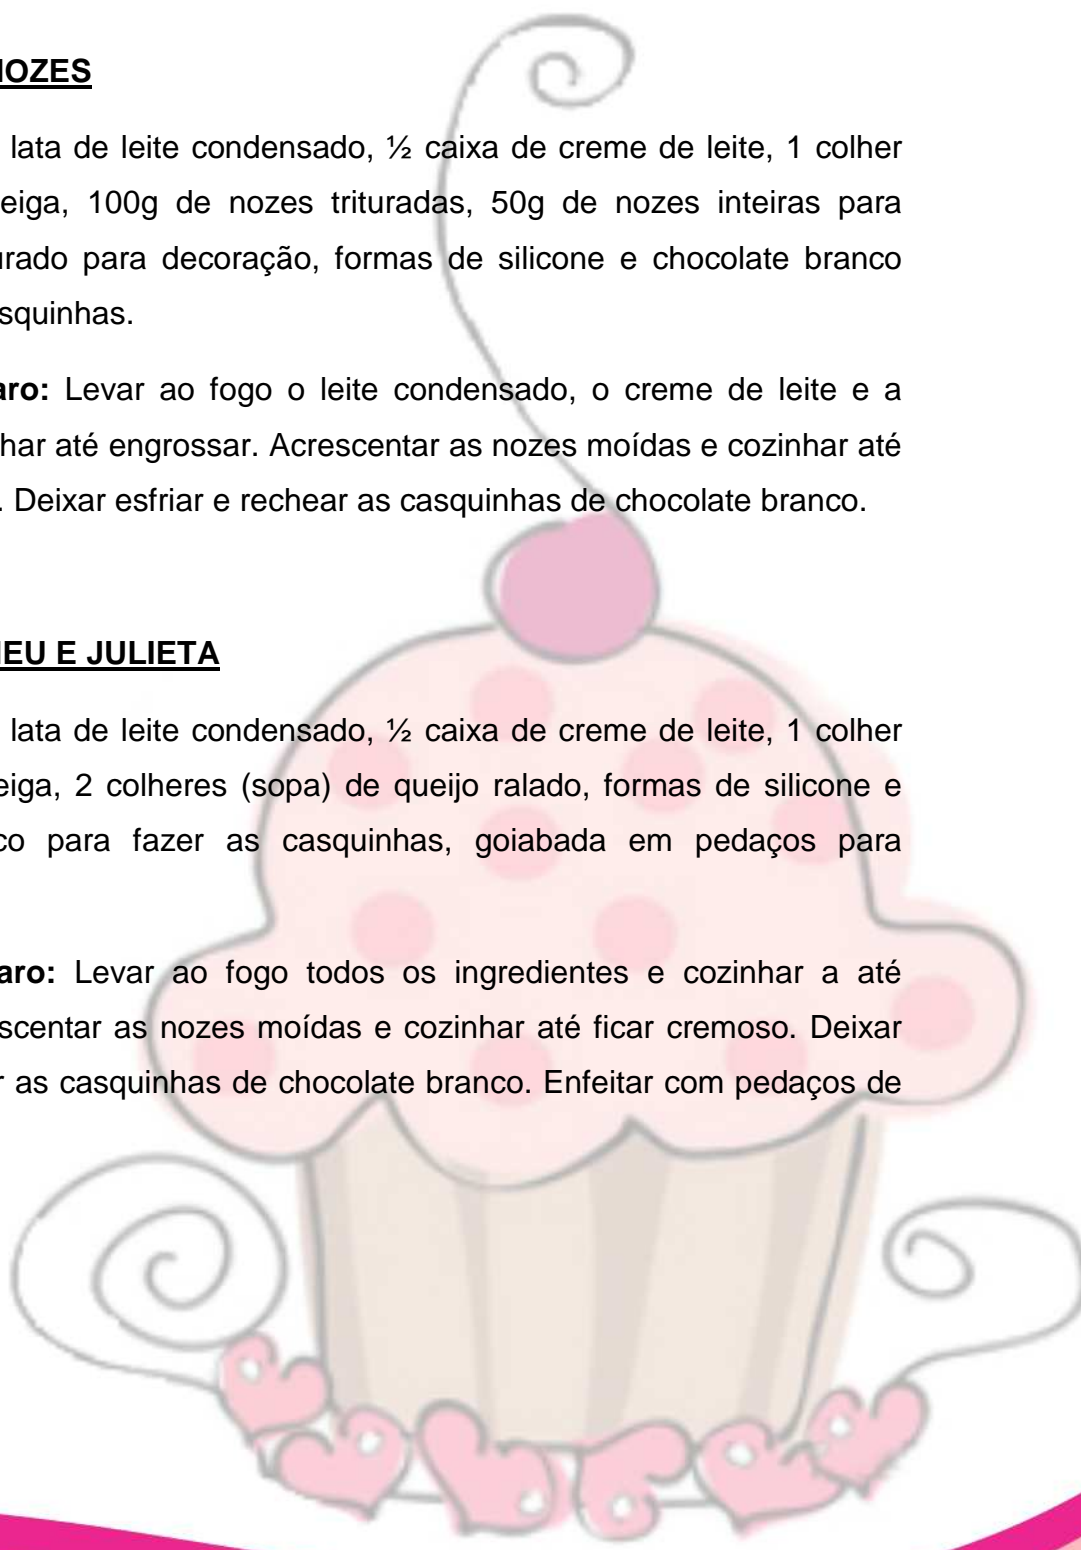 NOZES
lata de leite condensado, ½ caixa de creme de leite, 1 colher
eiga, 100g de nozes trituradas, 50g de nozes inteiras para
urado para decoração, formas de silicone e chocolate branco
squinhas.
aro: Levar ao fogo o leite condensado, o creme de leite e a
nhar até engrossar. Acrescentar as nozes moídas e cozinhar até
. Deixar esfriar e rechear as casquinhas de chocolate branco.
MEU E JULIETA
lata de leite condensado, ½ caixa de creme de leite, 1 colher
eiga, 2 colheres (sopa) de queijo ralado, formas de silicone e
co para fazer as casquinhas, goiabada em pedaços para
aro: Levar ao fogo todos os ingredientes e cozinhar a até
scentar as nozes moídas e cozinhar até ficar cremoso. Deixar
r as casquinhas de chocolate branco. Enfeitar com pedaços de